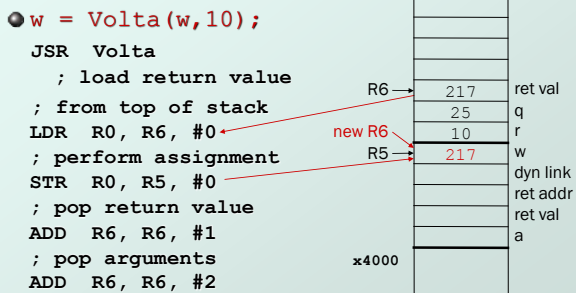 w = Volta(w,10);
JSR Volta
; load return value
; from top of stack
LDR R0, R6, #0
; perform assignment
STR R0, R5, #0
; pop return value
ADD R6, R6, #1
; pop arguments
ADD R6, R6, #2
R6 217 ret val
25 q
new R6 10 r
R5 217 w
dyn link
ret addr
ret val
a
x4000